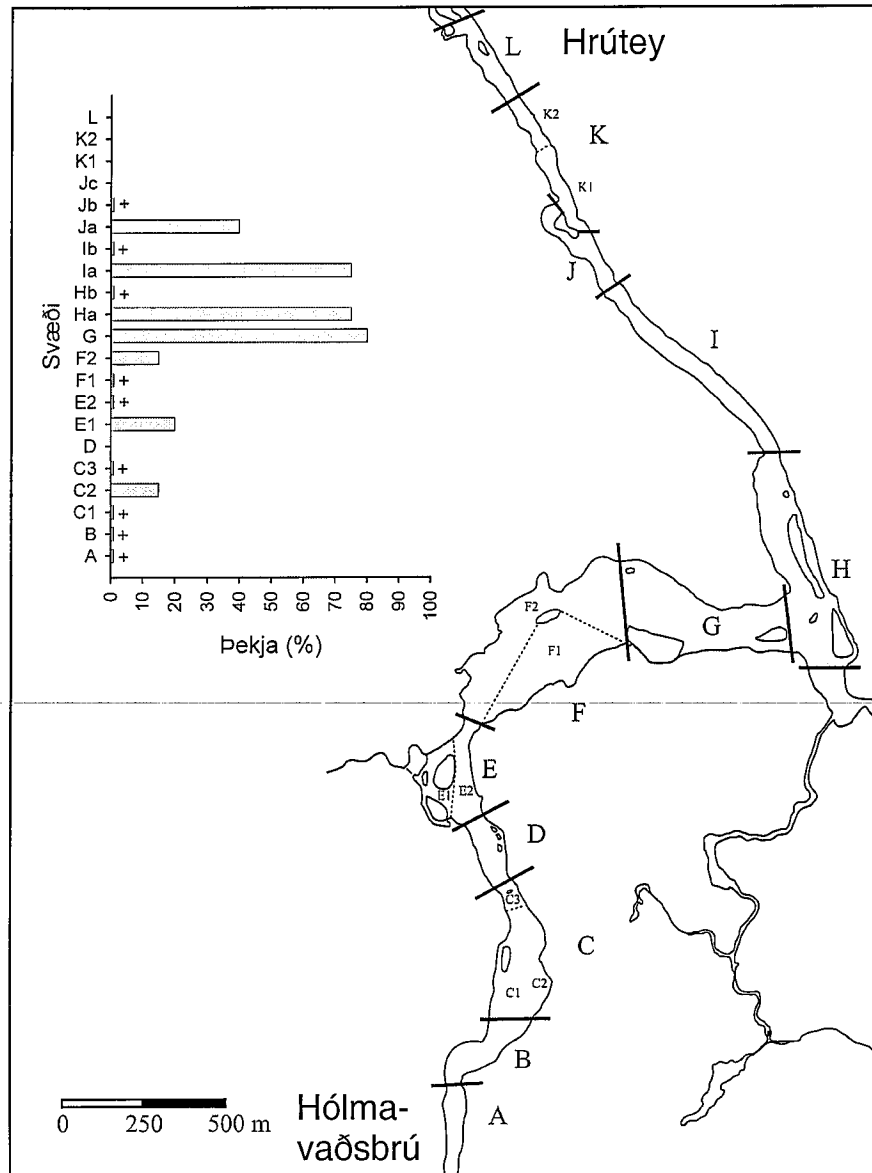 L
Hrútey
K2
K
K1
J
I
H
G
F2
F1
F
E
E1
E2
D
C3
C
C1
C2
B
A
Hólma-
vaðsbrú
0 250 500 m
Svæði
L
K2
K1
Jc
Jb +
Ja
Ib +
Ia
Hb +
Ha
G
F2
F1 +
E2 +
E1
D
C3 +
C2
C1 +
B +
A +
0 10 20 30 40 50 60 70 80 90 100
Þekja (%)